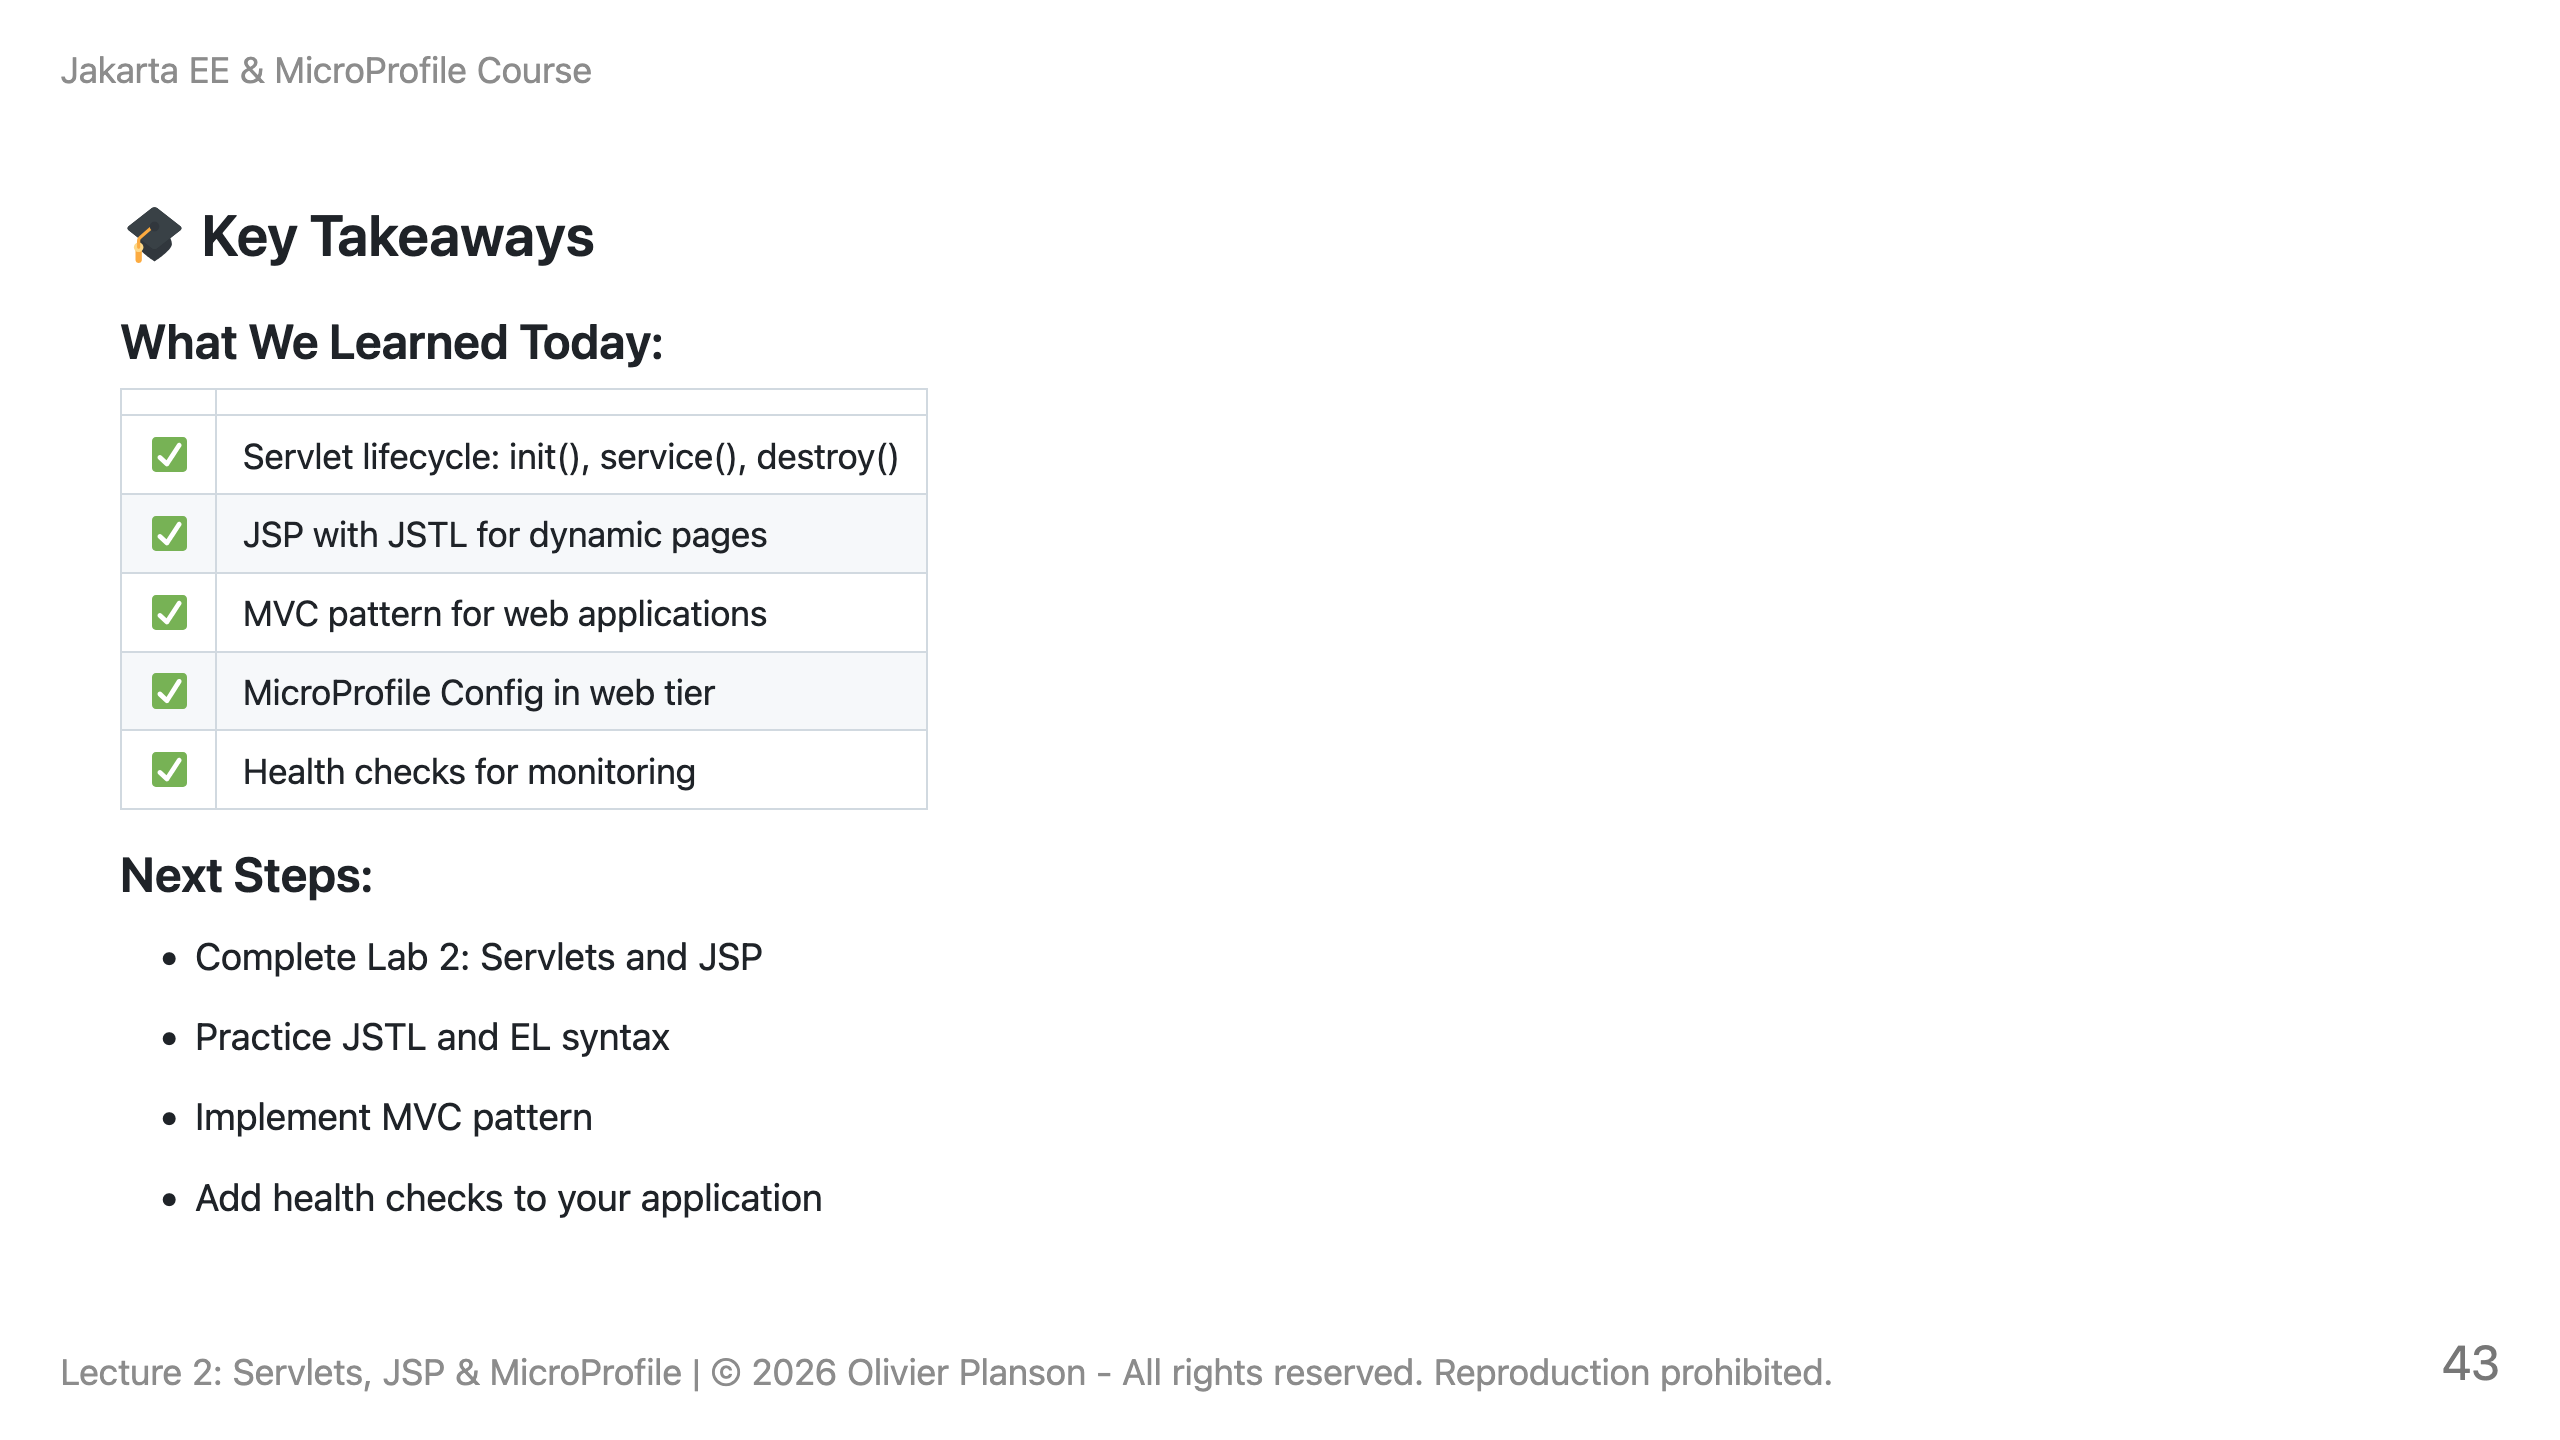 Jakarta EE & MicroProfile Course
🎓 Key Takeaways
What We Learned Today:
✅ Servlet lifecycle: init(), service(), destroy()
✅ JSP with JSTL for dynamic pages
✅ MVC pattern for web applications
✅ MicroProfile Config in web tier
✅ Health checks for monitoring
Next Steps:
• Complete Lab 2: Servlets and JSP
• Practice JSTL and EL syntax
• Implement MVC pattern
• Add health checks to your application
Lecture 2: Servlets, JSP & MicroProfile | © 2026 Olivier Planson - All rights reserved. Reproduction prohibited.
43